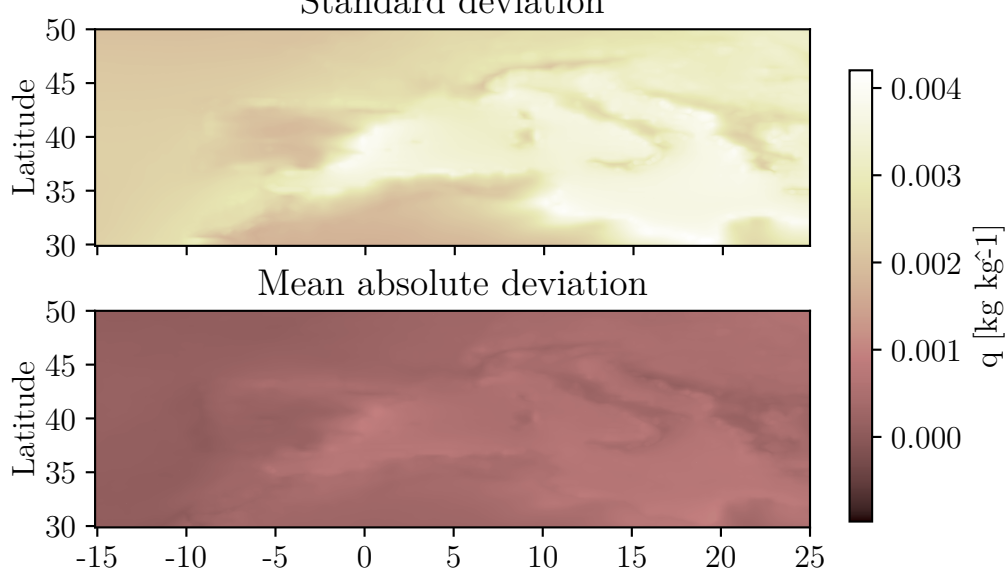 Standard deviation
50
45
40
35
30
Latitude
Mean absolute deviation
50
45
40
35
30
Latitude
-15 -10 -5 0 5 10 15 20 25
0.004
0.003
0.002
0.001
0.000
q [kg kg^-1]